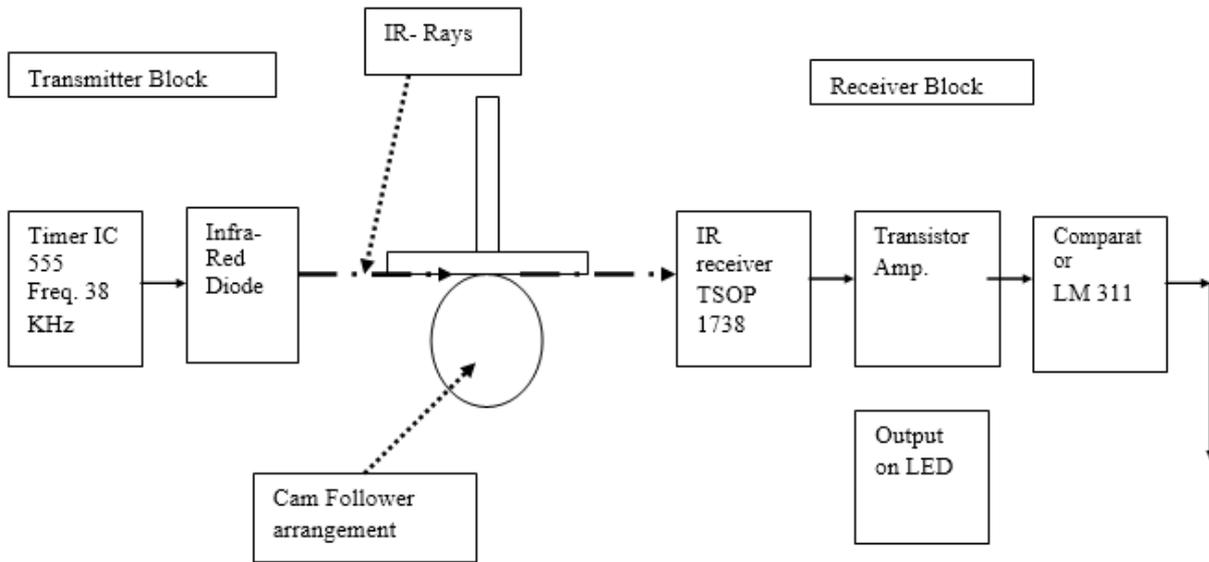 IR- Rays
Transmitter Block
Receiver Block
Timer IC
555
Freq. 38
KHz
Infra-
Red
Diode
IR
receiver
TSOP
1738
Transistor
Amp.
Comparat
or
LM 311
Output
on LED
Cam Follower
arrangement